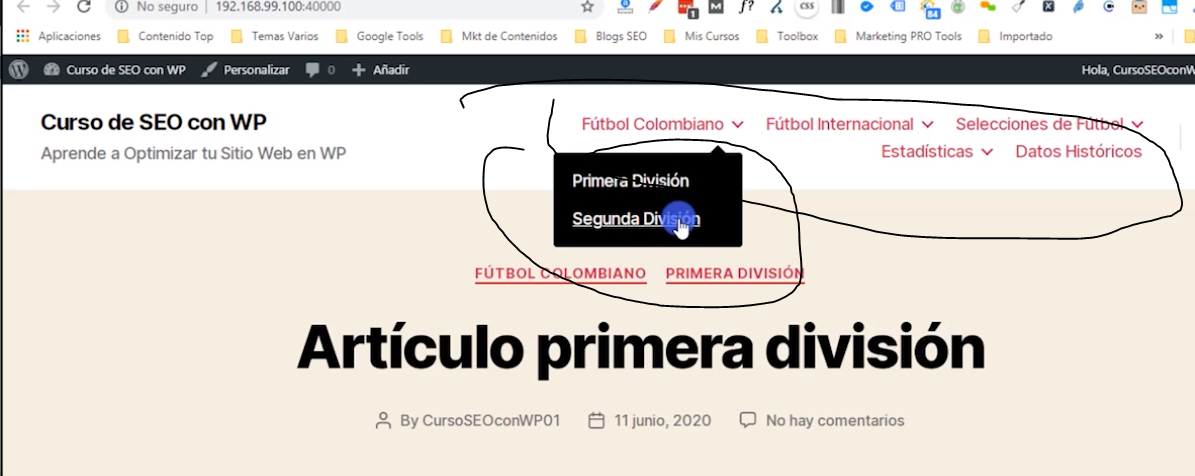 No seguro | 192.168.99.100:40000
Aplicaciones Contenido Top Temas Varios Google Tools Mkt de Contenidos Blogs SEO Mis Cursos Toolbox Marketing PRO Tools Importado »
Curso de SEO con WP Personalizar 0 + Añadir Hola, CursoSEOconW
Curso de SEO con WP
Aprende a Optimizar tu Sitio Web en WP
Fútbol Colombiano Fútbol Internacional Selecciones de Fútbol
Estadísticas Datos Históricos
Primera División
Segunda División
FÚTBOL COLOMBIANO PRIMERA DIVISIÓN
Artículo primera división
By CursoSEOconWP01 11 junio, 2020 No hay comentarios